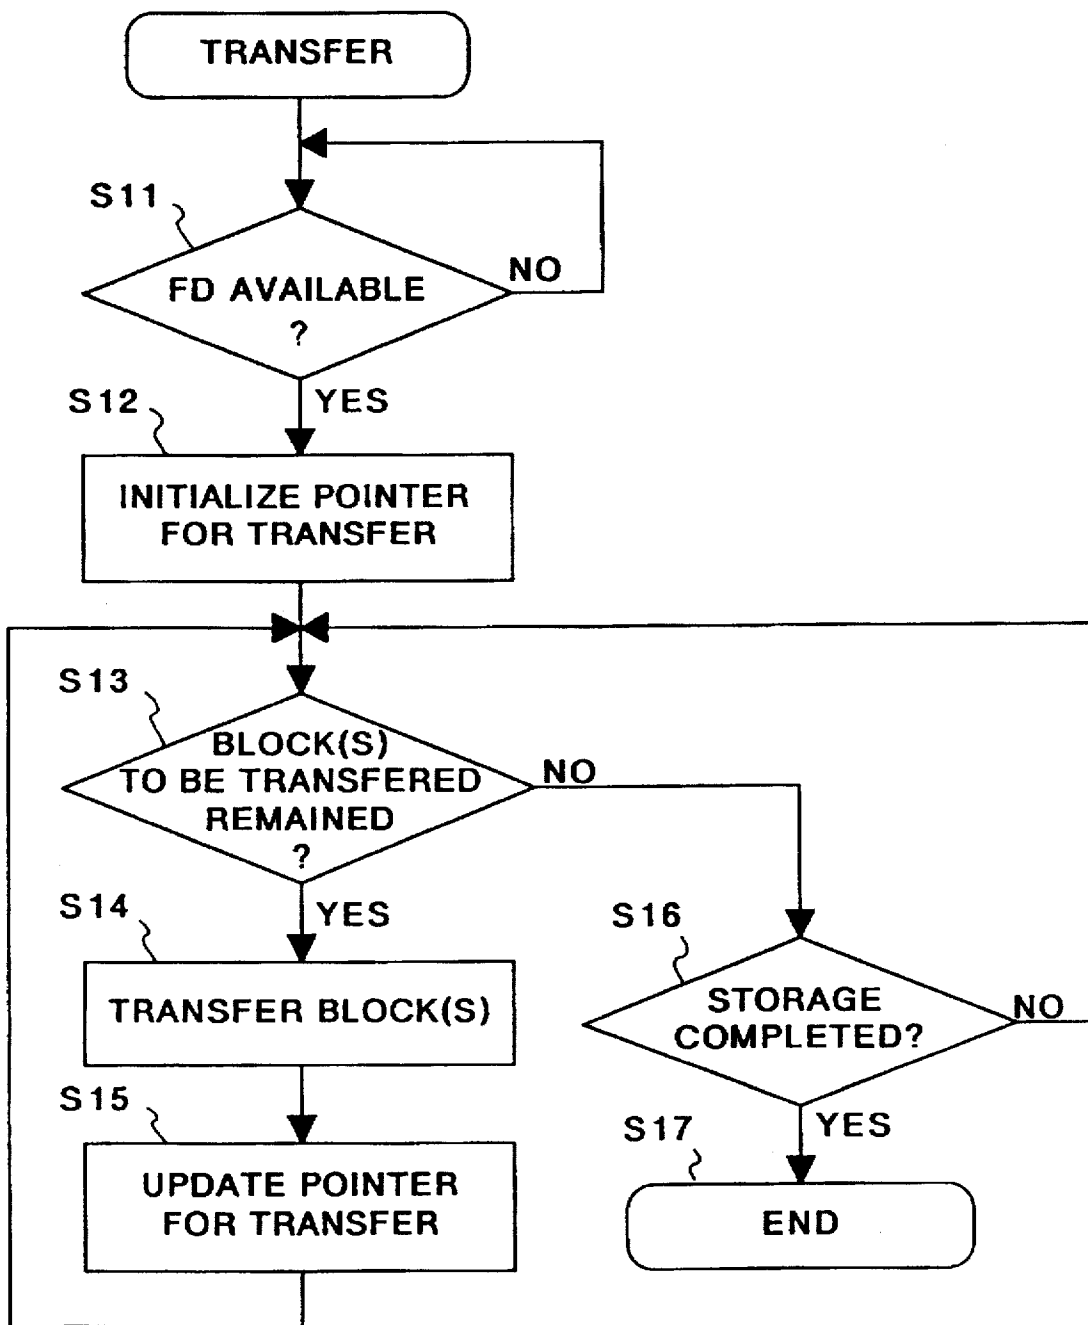 TRANSFER
S11
FD AVAILABLE
?
NO
YES
S12
INITIALIZE POINTER
FOR TRANSFER
S13
BLOCK(S)
TO BE TRANSFERED
REMAINED
?
NO
YES
S14
TRANSFER BLOCK(S)
S15
UPDATE POINTER
FOR TRANSFER
S16
STORAGE
COMPLETED?
NO
YES
S17
END